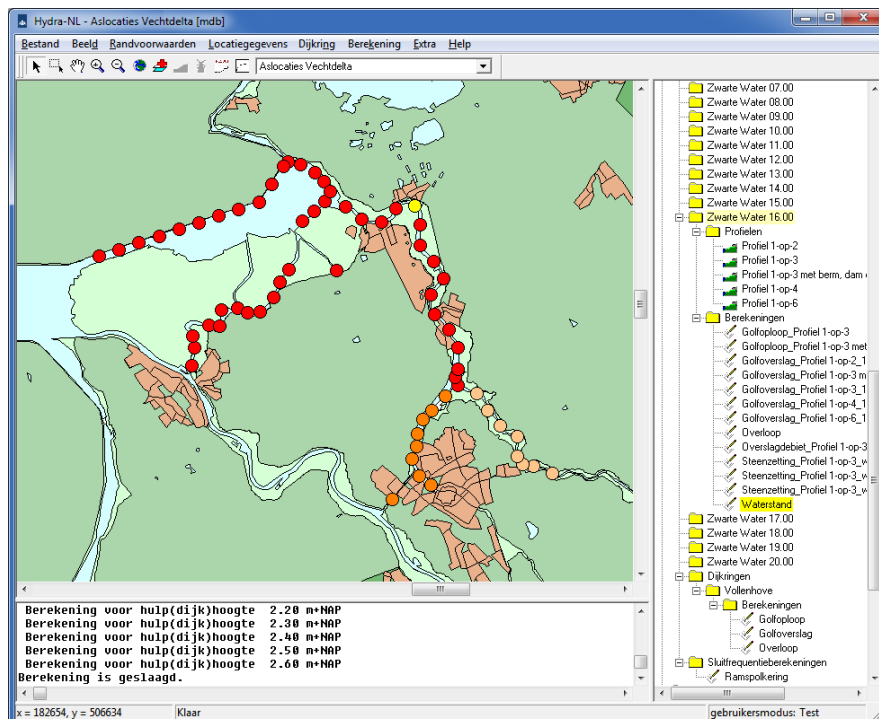 Hydra-NL - Aslocaties Vechtdelta [mdb]
Bestand Beeld Randvoorwaarden Locatiegegevens Dijkring Berekening Extra Help
Aslocaties Vechtdelta
Zwarte Water 07.00
Zwarte Water 08.00
Zwarte Water 09.00
Zwarte Water 10.00
Zwarte Water 11.00
Zwarte Water 12.00
Zwarte Water 13.00
Zwarte Water 14.00
Zwarte Water 15.00
Zwarte Water 16.00
Profielen
Profiel 1-op-2
Profiel 1-op-3
Profiel 1-op-3 met berm, dam
Profiel 1-op-4
Profiel 1-op-6
Berekeningen
Golfoploop_Profiel 1-op-3
Golfoploop_Profiel 1-op-3 met
Golfoverslag_Profiel 1-op-2_1
Golfoverslag_Profiel 1-op-3 m
Golfoverslag_Profiel 1-op-3_1
Golfoverslag_Profiel 1-op-4_1
Golfoverslag_Profiel 1-op-6_1
Overloop
Overslagdebiet_Profiel 1-op-3
Steenzetting_Profiel 1-op-3_v
Steenzetting_Profiel 1-op-3_v
Steenzetting_Profiel 1-op-3_v
Waterstand
Zwarte Water 17.00
Zwarte Water 18.00
Zwarte Water 19.00
Zwarte Water 20.00
Dijkringen
Vollenhove
Berekeningen
Golfoploop
Golfoverslag
Overloop
Sluitfrequentieberekeningen
Ramspolkering
Berekening voor hulp(dijk)hoogte 2.20 m+NAP
Berekening voor hulp(dijk)hoogte 2.30 m+NAP
Berekening voor hulp(dijk)hoogte 2.40 m+NAP
Berekening voor hulp(dijk)hoogte 2.50 m+NAP
Berekening voor hulp(dijk)hoogte 2.60 m+NAP
Berekening is geslaagd.
x = 182654, y = 506634 Klaar gebruikersmodus: Test